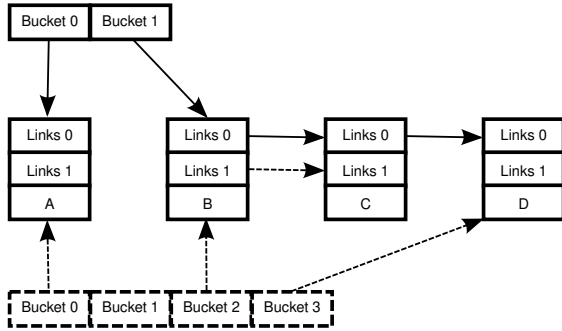 Bucket 0 Bucket 1
Links 0 Links 0 Links 0 Links 0
Links 1 Links 1 Links 1 Links 1
A B C D
Bucket 0 Bucket 1 Bucket 2 Bucket 3